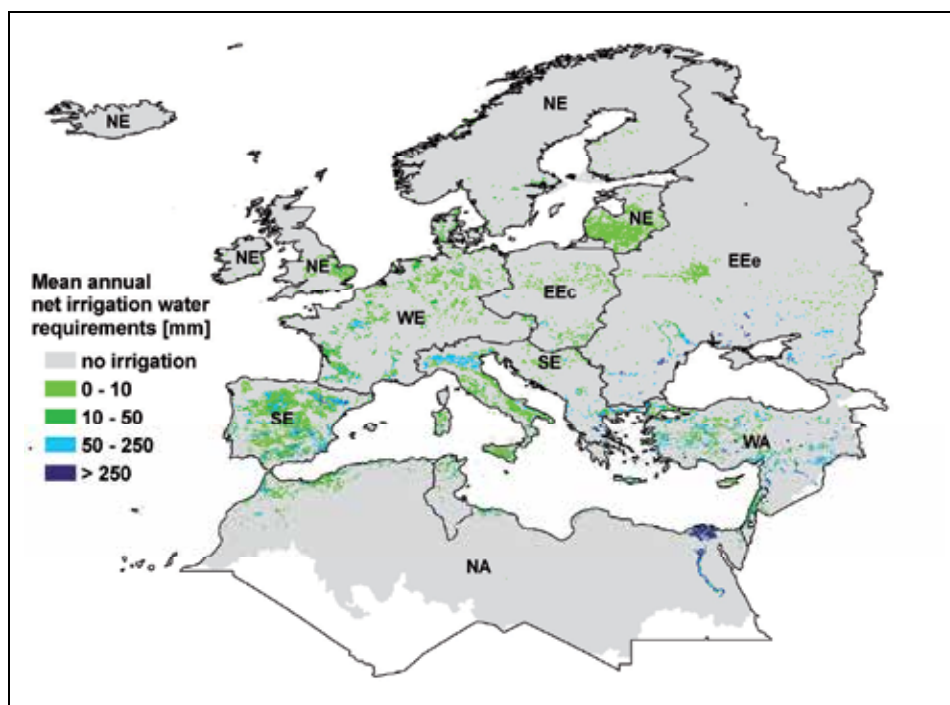 NE
NE
NE
NE
NE
EEe
Mean annual
net irrigation water
requirements [mm]
no irrigation
0 - 10
10 - 50
50 - 250
> 250
WE
EEc
SE
SE
WA
NA